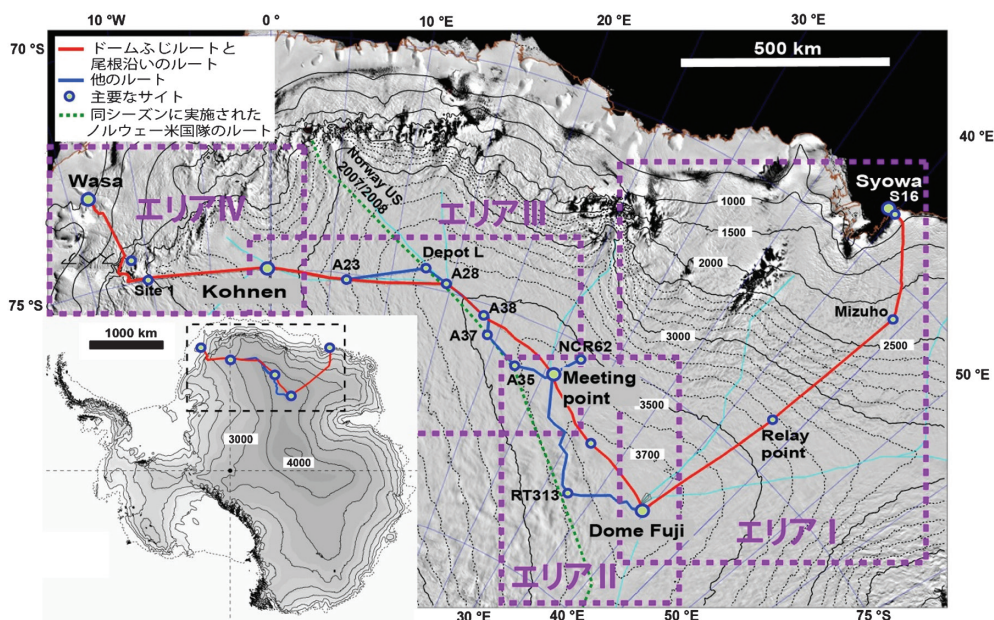 10°W
0°
10°E
20°E
30°E
70°S
ドームふじルートと
尾根沿いのルート
他のルート
主要なサイト
同シーズンに実施された
ノルウェー米国隊のルート
500 km
40°E
Wasa
エリアIV
Norway US
2007/2008
エリアIII
Syowa
S16
1000
1500
2000
Depot L
A23
A28
Site 1
Kohnen
75°S
A38
A37
Mizuho
2500
3000
NCR62
A35
Meeting
point
50°E
1000 km
3500
3700
Relay
point
3000
4000
RT313
Dome Fuji
エリアI
エリアII
30°E
40°E
50°E
75°S